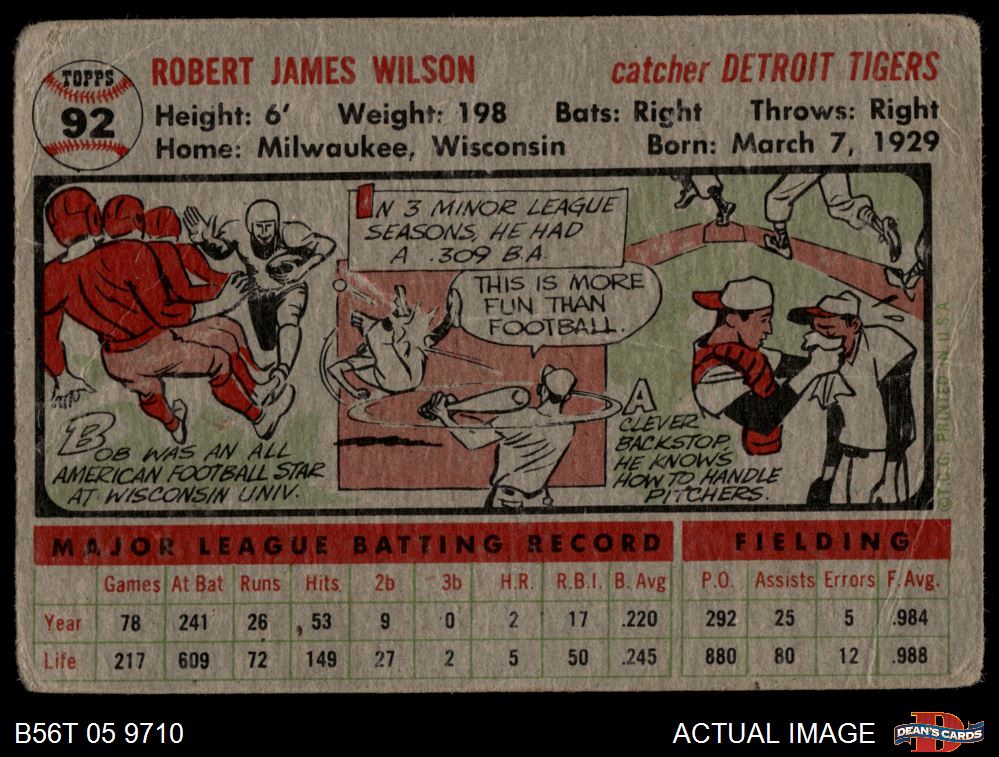 TOPPS
92
ROBERT JAMES WILSON catcher DETROIT TIGERS
Height: 6' Weight: 198 Bats: Right Throws: Right
Home: Milwaukee, Wisconsin Born: March 7, 1929
BOB WAS AN ALL
AMERICAN FOOTBALL STAR
AT WISCONSIN UNIV.
IN 3 MINOR LEAGUE
SEASONS, HE HAD
A .309 B.A.
THIS IS MORE
FUN THAN
FOOTBALL.
A
CLEVER
BACKSTOP,
HE KNOWS
HOW TO HANDLE
PITCHERS.
©T.C.G. PRINTED IN U.S.A.
MAJOR LEAGUE BATTING RECORD FIELDING
Games At Bat Runs Hits 2b 3b H.R. R.B.I. B. Avg P.O. Assists Errors F. Avg.
Year 78 241 26 53 9 0 2 17 .220 292 25 5 .984
Life 217 609 72 149 27 2 5 50 .245 880 80 12 .988
B56T 05 9710 ACTUAL IMAGE D DEAN'S CARDS